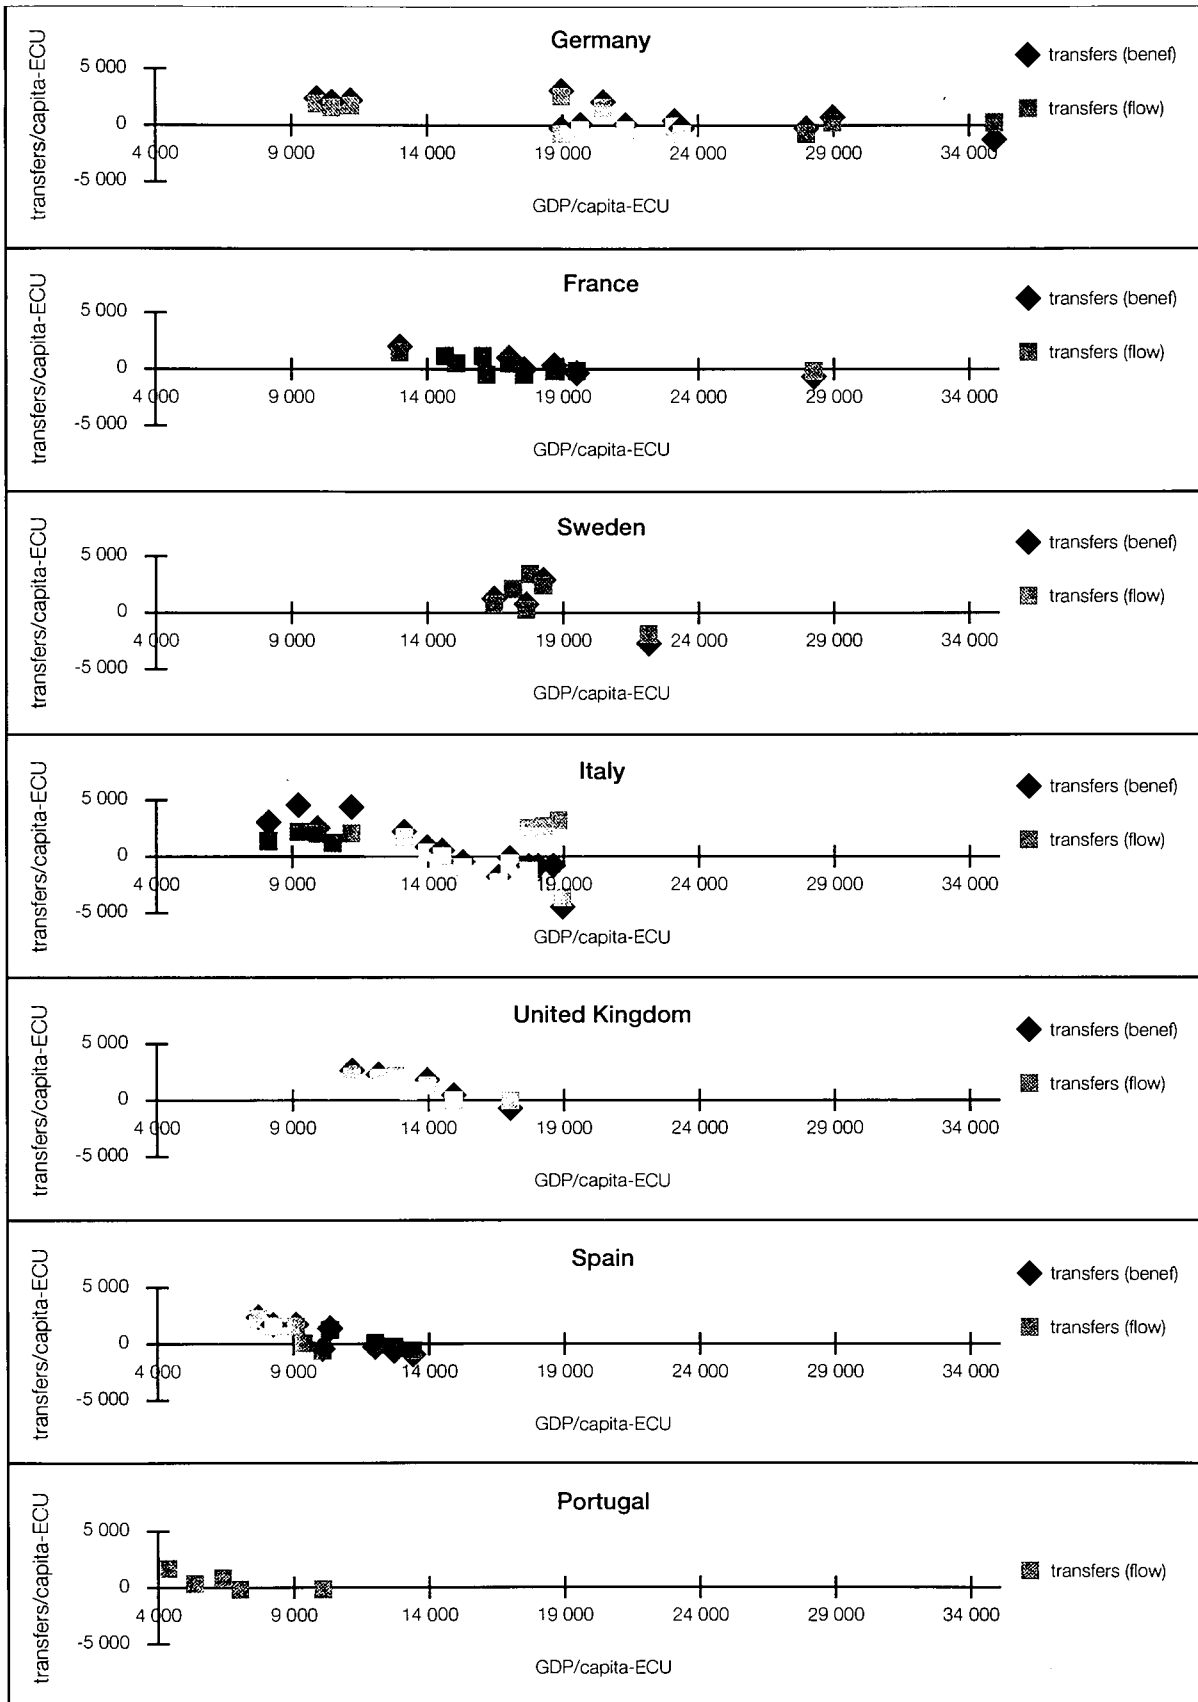 Germany
transfers/capita-ECU
5 000
0
-5 000
4 000 9 000 14 000 19 000 24 000 29 000 34 000
GDP/capita-ECU
transfers (benef)
transfers (flow)
France
transfers/capita-ECU
5 000
0
-5 000
4 000 9 000 14 000 19 000 24 000 29 000 34 000
GDP/capita-ECU
transfers (benef)
transfers (flow)
Sweden
transfers/capita-ECU
5 000
0
-5 000
4 000 9 000 14 000 19 000 24 000 29 000 34 000
GDP/capita-ECU
transfers (benef)
transfers (flow)
Italy
transfers/capita-ECU
5 000
0
-5 000
4 000 9 000 14 000 19 000 24 000 29 000 34 000
GDP/capita-ECU
transfers (benef)
transfers (flow)
United Kingdom
transfers/capita-ECU
5 000
0
-5 000
4 000 9 000 14 000 19 000 24 000 29 000 34 000
GDP/capita-ECU
transfers (benef)
transfers (flow)
Spain
transfers/capita-ECU
5 000
0
-5 000
4 000 9 000 14 000 19 000 24 000 29 000 34 000
GDP/capita-ECU
transfers (benef)
transfers (flow)
Portugal
transfers/capita-ECU
5 000
0
-5 000
4 000 9 000 14 000 19 000 24 000 29 000 34 000
GDP/capita-ECU
transfers (flow)